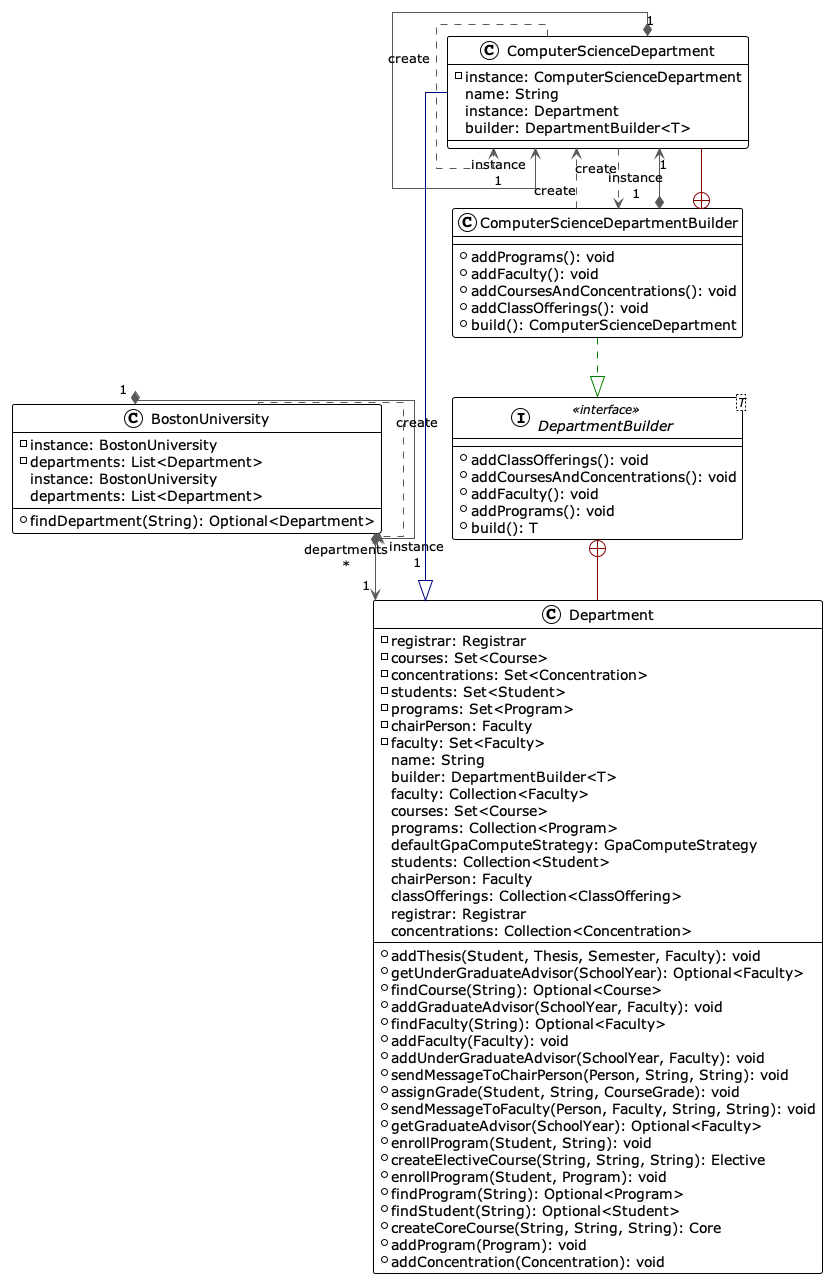 1
C ComputerScienceDepartment
create
instance: ComputerScienceDepartment
name: String
instance: Department
builder: DepartmentBuilder<T>
instance
1
create
create
instance
1
1
C ComputerScienceDepartmentBuilder
addPrograms(): void
addFaculty(): void
addCoursesAndConcentrations(): void
addClassOfferings(): void
build(): ComputerScienceDepartment
1
C BostonUniversity
create
instance: BostonUniversity
departments: List<Department>
instance: BostonUniversity
departments: List<Department>
findDepartment(String): Optional<Department>
T
I «interface»
DepartmentBuilder
addClassOfferings(): void
addCoursesAndConcentrations(): void
addFaculty(): void
addPrograms(): void
build(): T
departments
*
instance
1
1
C Department
registrar: Registrar
courses: Set<Course>
concentrations: Set<Concentration>
students: Set<Student>
programs: Set<Program>
chairPerson: Faculty
faculty: Set<Faculty>
name: String
builder: DepartmentBuilder<T>
faculty: Collection<Faculty>
courses: Set<Course>
programs: Collection<Program>
defaultGpaComputeStrategy: GpaComputeStrategy
students: Collection<Student>
chairPerson: Faculty
classOfferings: Collection<ClassOffering>
registrar: Registrar
concentrations: Collection<Concentration>
addThesis(Student, Thesis, Semester, Faculty): void
getUnderGraduateAdvisor(SchoolYear): Optional<Faculty>
findCourse(String): Optional<Course>
addGraduateAdvisor(SchoolYear, Faculty): void
findFaculty(String): Optional<Faculty>
addFaculty(Faculty): void
addUnderGraduateAdvisor(SchoolYear, Faculty): void
sendMessageToChairPerson(Person, String, String): void
assignGrade(Student, String, CourseGrade): void
sendMessageToFaculty(Person, Faculty, String, String): void
getGraduateAdvisor(SchoolYear): Optional<Faculty>
enrollProgram(Student, String): void
createElectiveCourse(String, String, String): Elective
enrollProgram(Student, Program): void
findProgram(String): Optional<Program>
findStudent(String): Optional<Student>
createCoreCourse(String, String, String): Core
addProgram(Program): void
addConcentration(Concentration): void